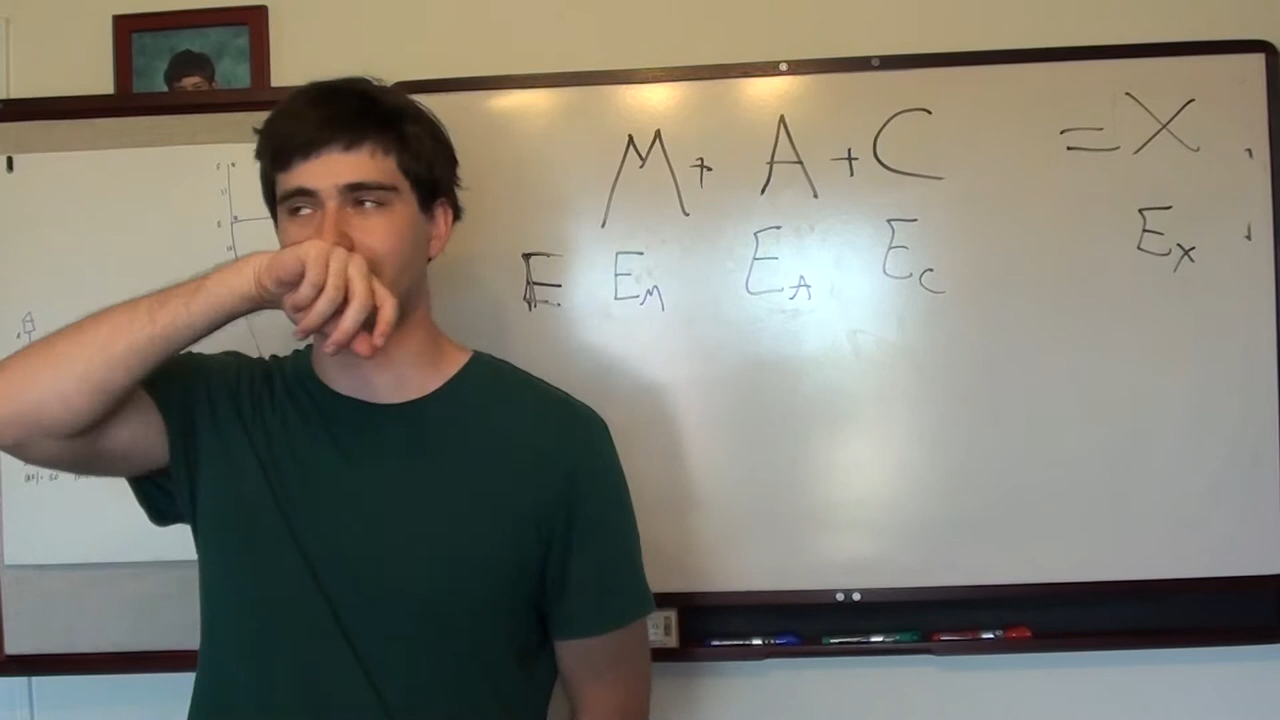 M + A + C = X
E E_M E_A E_C E_X